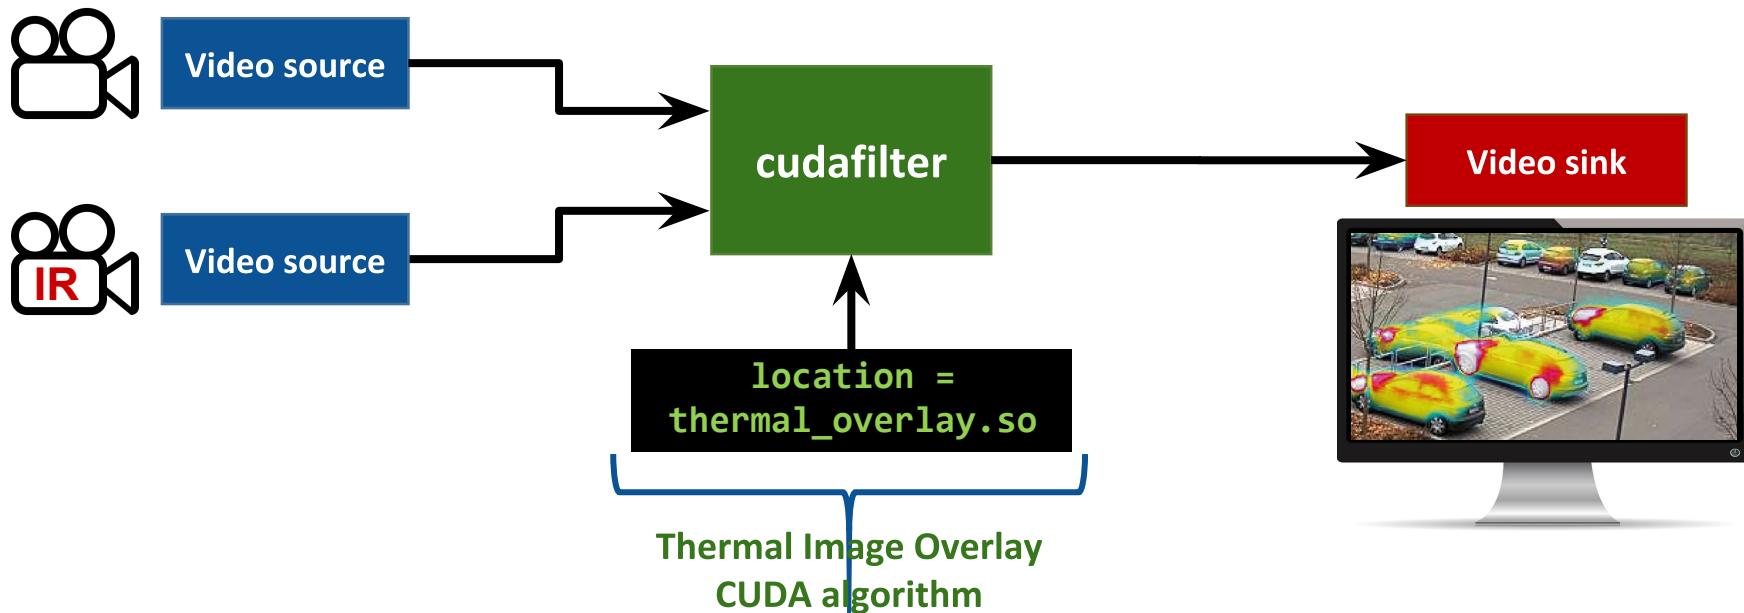 Video source
cudafilter
Video sink
IR
Video source
location =
thermal_overlay.so
Thermal Image Overlay
CUDA algorithm